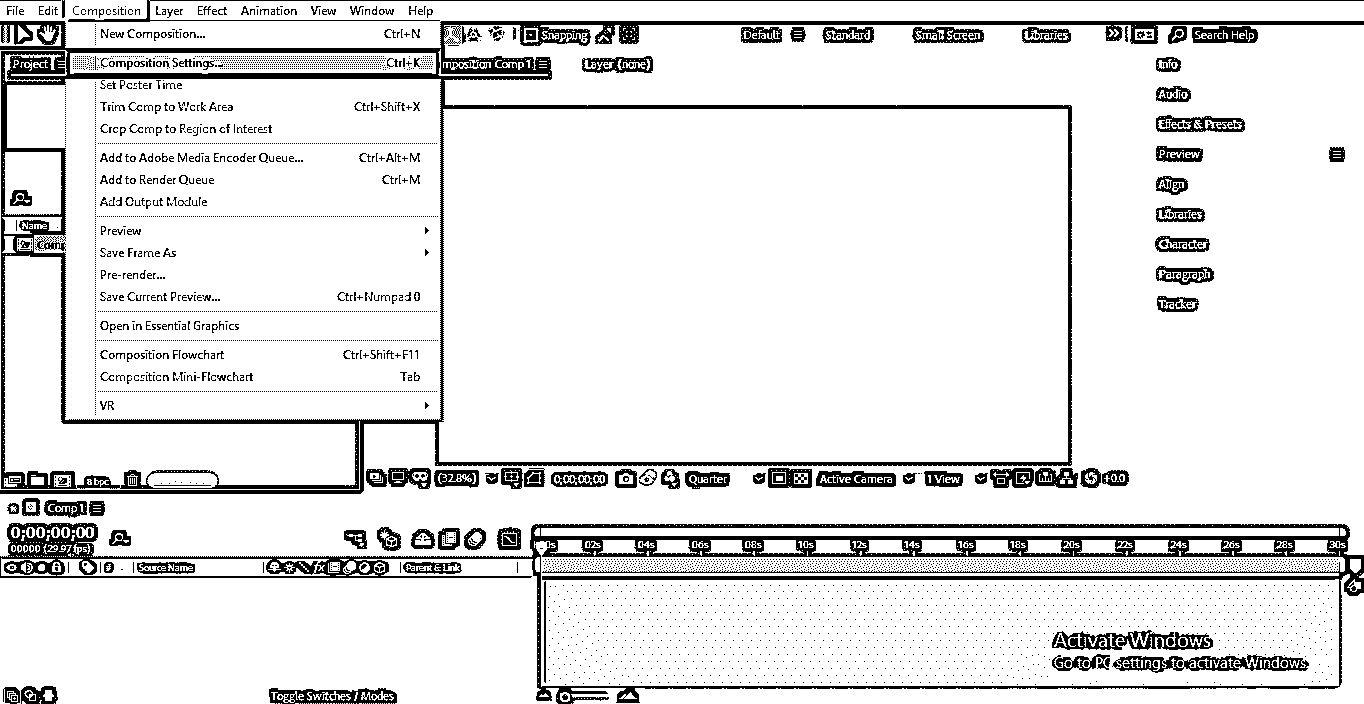 File Edit Composition Layer Effect Animation View Window Help
New Composition... Ctrl+N
Snapping Default Standard Small Screen Libraries Search Help
Project Composition Settings... Ctrl+K mposition Comp 1 Layer (none)
Info
Set Poster Time
Audio
Trim Comp to Work Area Ctrl+Shift+X
Crop Comp to Region of Interest
Effects & Presets
Add to Adobe Media Encoder Queue... Ctrl+Alt+M
Preview
Add to Render Queue Ctrl+M
Align
Add Output Module
Libraries
Name
Preview
Comp
Character
Save Frame As
Pre-render...
Paragraph
Save Current Preview... Ctrl+Numpad 0
Tracker
Open in Essential Graphics
Composition Flowchart Ctrl+Shift+F11
Composition Mini-Flowchart Tab
VR
8 bpc (32.8%) 0;00;00;00 Quarter Active Camera 1 View +0.0
Comp 1
0;00;00;00
00000 (29.97 fps)
0s 02s 04s 06s 08s 10s 12s 14s 16s 18s 20s 22s 24s 26s 28s 30s
# Source Name fx Parent & Link
Activate Windows
Go to PC settings to activate Windows.
Toggle Switches / Modes